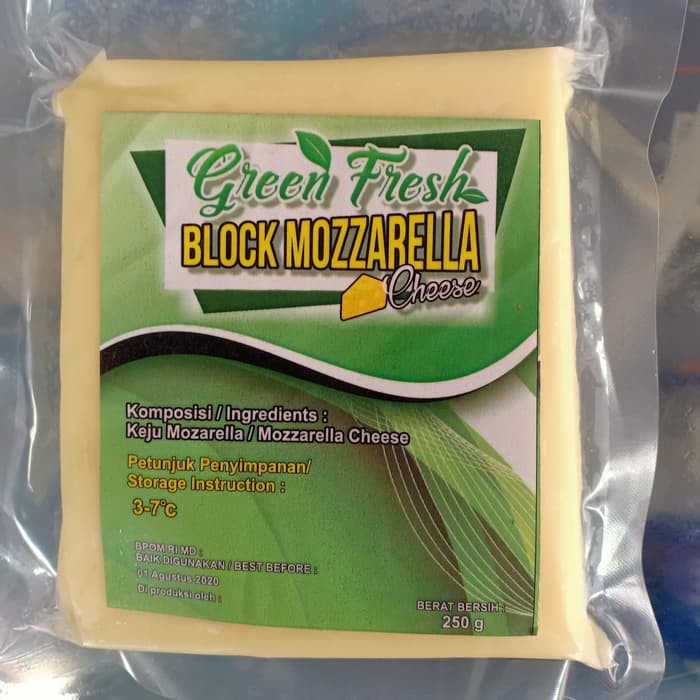 Green Fresh
BLOCK MOZZARELLA
Cheese
Komposisi / Ingredients :
Keju Mozarella / Mozzarella Cheese
Petunjuk Penyimpanan/
Storage Instruction :
3-7°c
BPOM RI MD :
BAIK DIGUNAKAN / BEST BEFORE :
01 Agustus 2020
Di produksi oleh :
BERAT BERSIH :
250 g